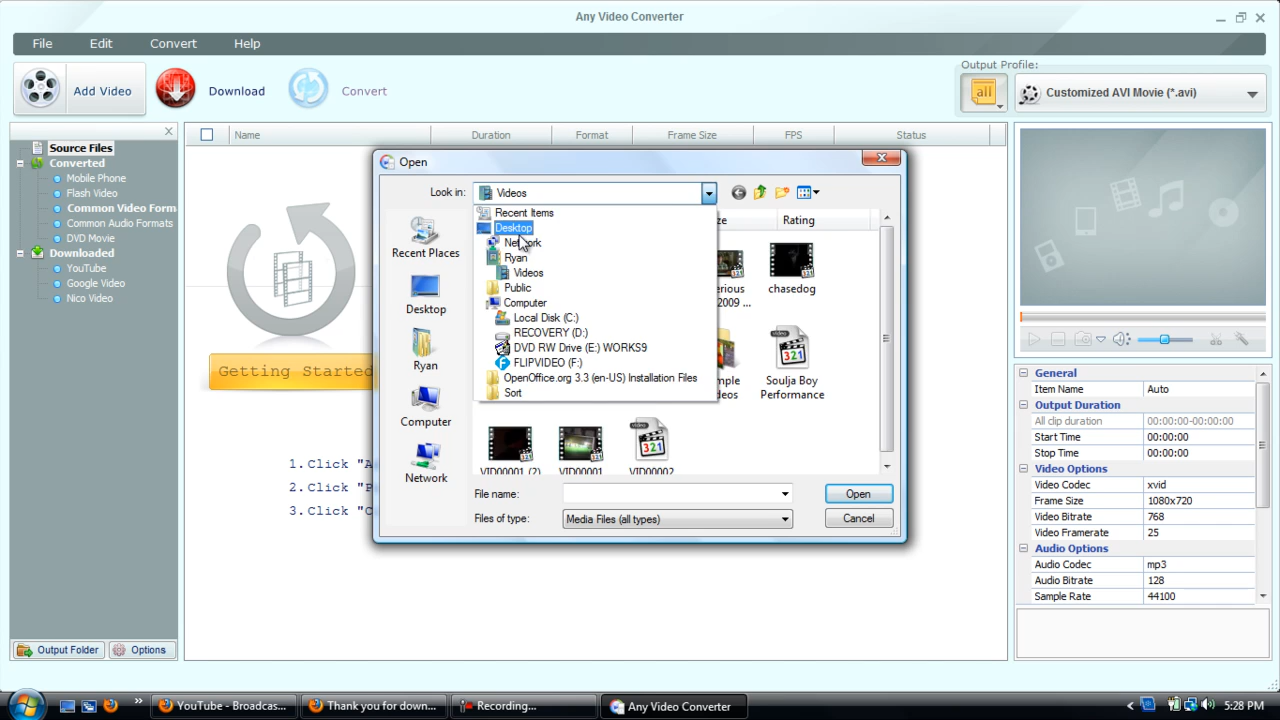 Any Video Converter
File Edit Convert Help
Add Video Download Convert
Output Profile:
all Customized AVI Movie (*.avi)
Name Duration Format Frame Size FPS Status
Source Files
Converted
Mobile Phone
Flash Video
Common Video Form
Common Audio Formats
DVD Movie
Downloaded
YouTube
Google Video
Nico Video
Getting Started
1.Click "A
2.Click "
3.Click "C
Open
Look in: Videos
Recent Items
Desktop
Network
Ryan
Videos
Public
Computer
Local Disk (C:)
RECOVERY (D:)
DVD RW Drive (E:) WORKS9
FLIPVIDEO (F:)
OpenOffice.org 3.3 (en-US) Installation Files
Sort
Recent Places
Desktop
Ryan
Computer
Network
ze Rating
erious
2009 ...
chasedog
321
mple
deos
Soulja Boy
Performance
321
VID00001 (2) VID00001 VID00002
File name: Open
Files of type: Media Files (all types) Cancel
General
Item Name Auto
Output Duration
All clip duration 00:00:00-00:00:00
Start Time 00:00:00
Stop Time 00:00:00
Video Options
Video Codec xvid
Frame Size 1080x720
Video Bitrate 768
Video Framerate 25
Audio Options
Audio Codec mp3
Audio Bitrate 128
Sample Rate 44100
Output Folder Options
YouTube - Broadcas... Thank you for down... Recording... Any Video Converter 5:28 PM